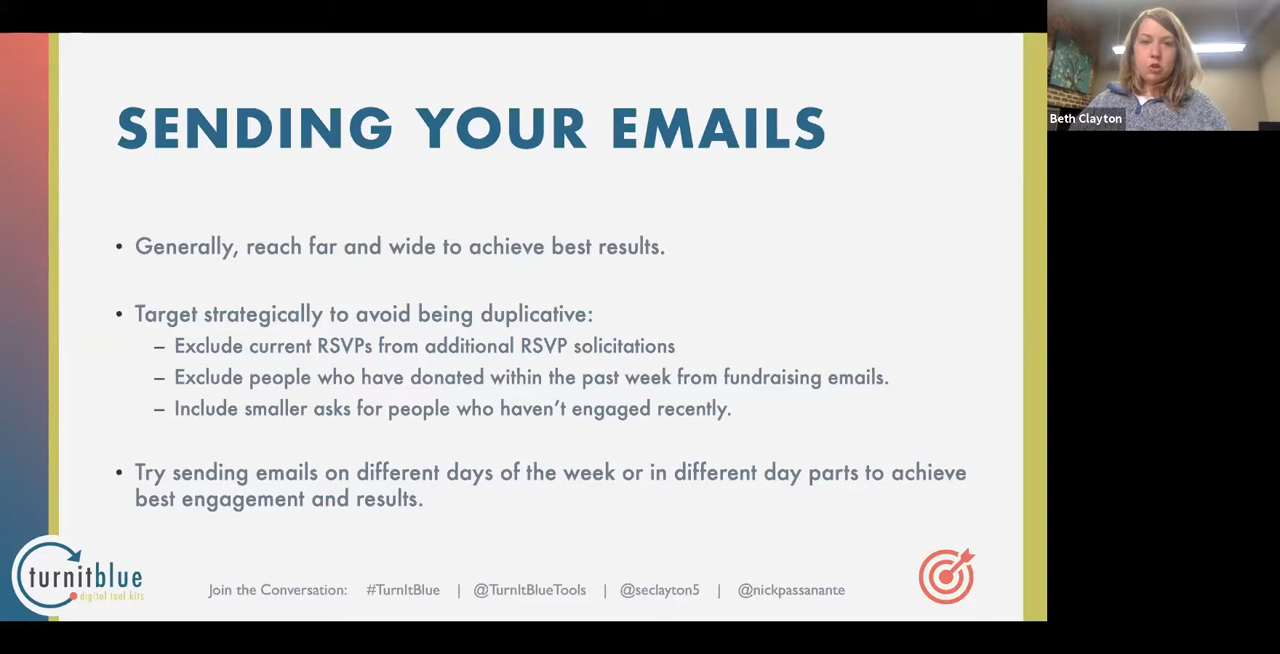 SENDING YOUR EMAILS
• Generally, reach far and wide to achieve best results.
• Target strategically to avoid being duplicative:
– Exclude current RSVPs from additional RSVP solicitations
– Exclude people who have donated within the past week from fundraising emails.
– Include smaller asks for people who haven't engaged recently.
• Try sending emails on different days of the week or in different day parts to achieve
best engagement and results.
turnitblue
digital tool kits
Join the Conversation: #TurnItBlue | @TurnItBlueTools | @seclayton5 | @nickpassanante
Beth Clayton